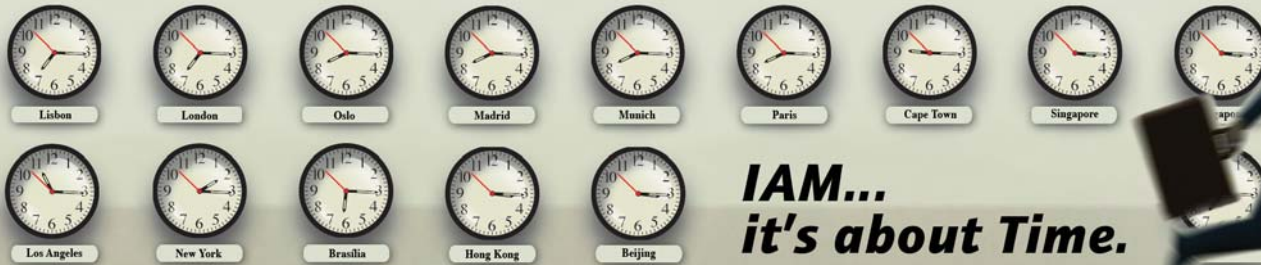 Lisbon
London
Oslo
Madrid
Munich
Paris
Cape Town
Singapore
Los Angeles
New York
Brasília
Hong Kong
Beijing
IAM...
it's about Time.